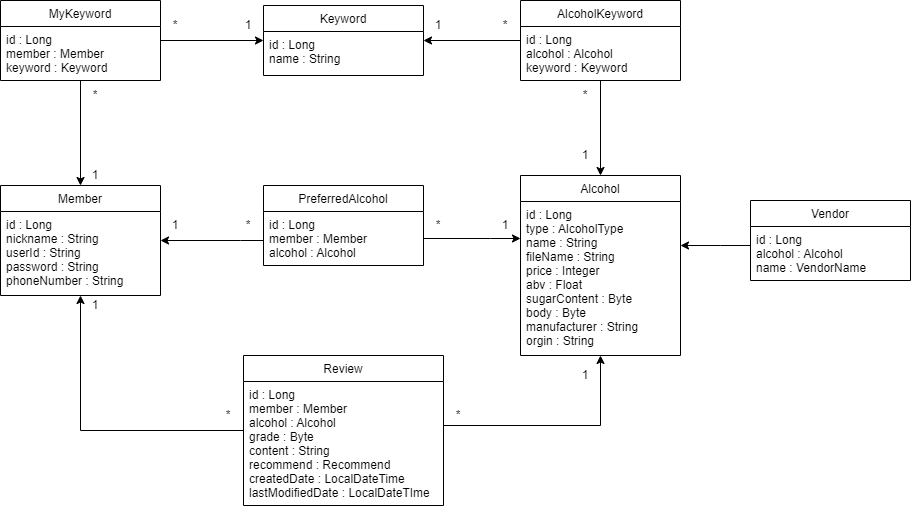 MyKeyword
id : Long
member : Member
keyword : Keyword
*
1
Keyword
id : Long
name : String
1
*
AlcoholKeyword
id : Long
alcohol : Alcohol
keyword : Keyword
*
1
*
1
Member
id : Long
nickname : String
userId : String
password : String
phoneNumber : String
1
*
PreferredAlcohol
id : Long
member : Member
alcohol : Alcohol
*
1
Alcohol
id : Long
type : AlcoholType
name : String
fileName : String
price : Integer
abv : Float
sugarContent : Byte
body : Byte
manufacturer : String
orgin : String
Vendor
id : Long
alcohol : Alcohol
name : VendorName
1
*
Review
id : Long
member : Member
alcohol : Alcohol
grade : Byte
content : String
recommend : Recommend
createdDate : LocalDateTime
lastModifiedDate : LocalDateTIme
*
1